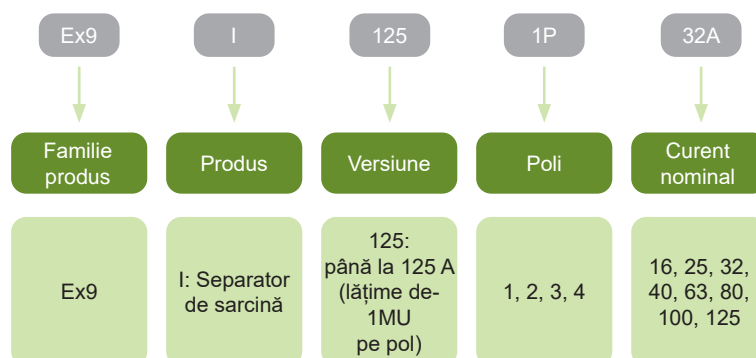 Ex9
I
125
1P
32A
Familie
produs
Produs
Versiune
Poli
Curent
nominal
Ex9
I: Separator
de sarcină
125:
până la 125 A
(lățime de-
1MU
pe pol)
1, 2, 3, 4
16, 25, 32,
40, 63, 80,
100, 125